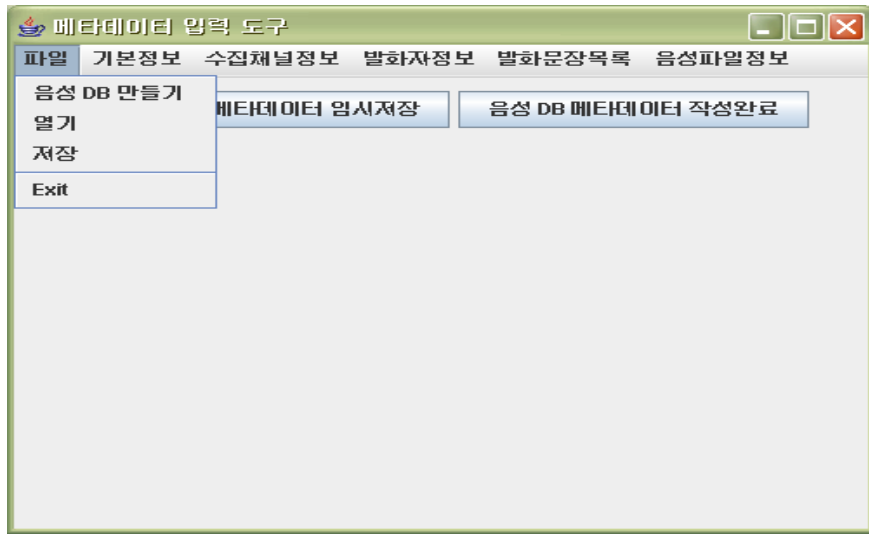 메타데이터 입력 도구
파일 기본정보 수집채널정보 발화자정보 발화문장목록 음성파일정보
음성 DB 만들기
메타데이터 임시저장 음성 DB 메타데이터 작성완료
열기
저장
Exit